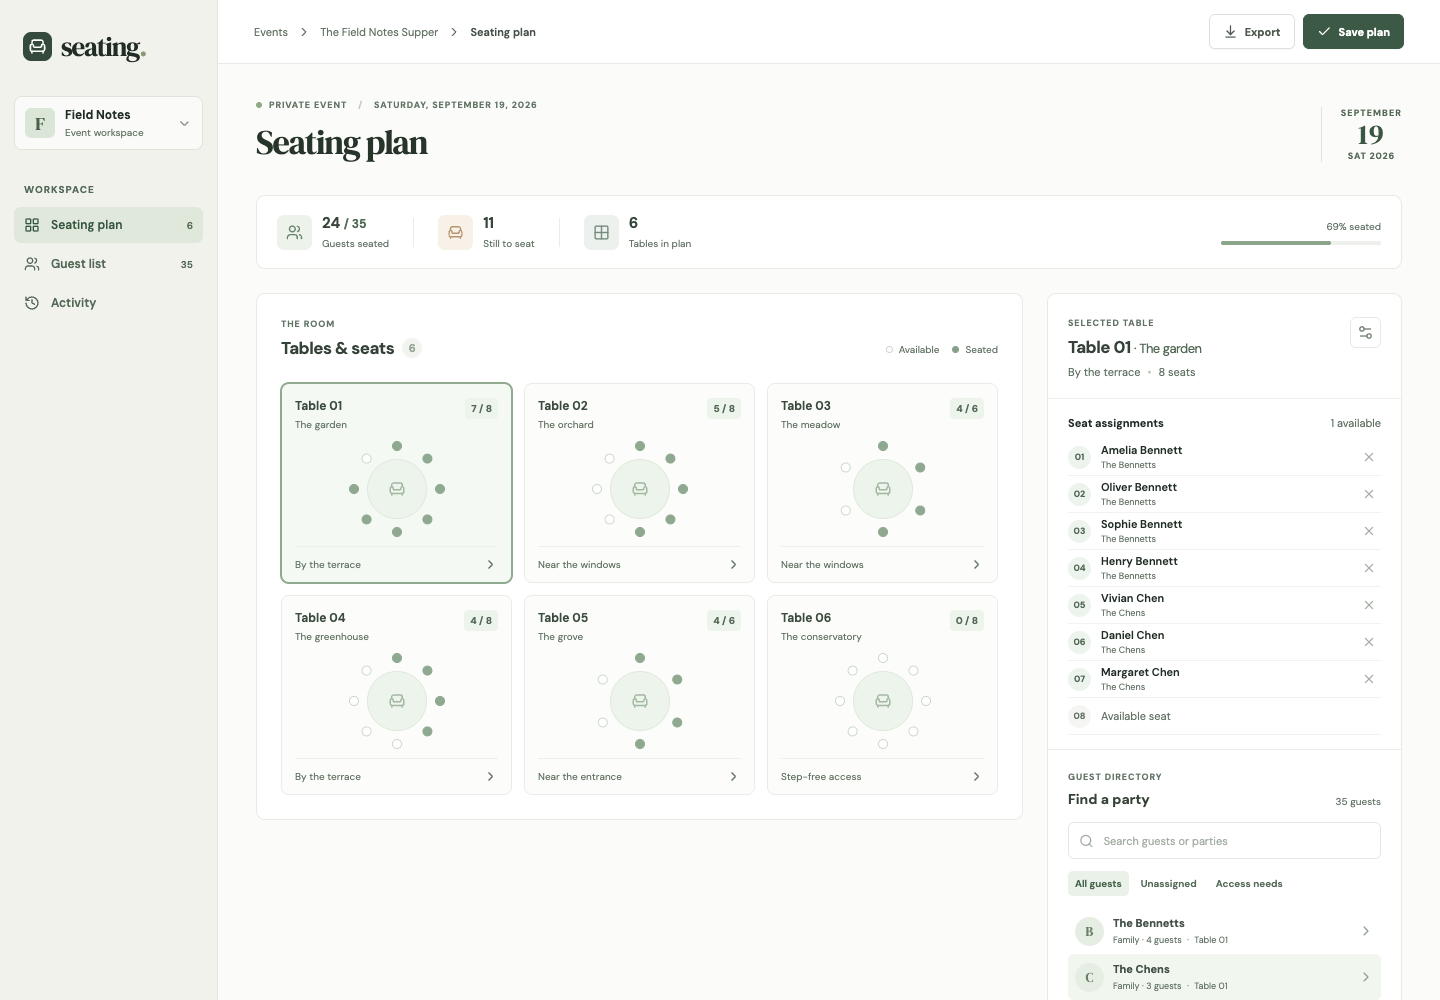 seating.
F
Field Notes
Event workspace
WORKSPACE
Seating plan 6
Guest list 35
Activity
Events The Field Notes Supper Seating plan
Export
Save plan
PRIVATE EVENT / SATURDAY, SEPTEMBER 19, 2026
Seating plan
SEPTEMBER
19
SAT 2026
24 / 35
Guests seated
11
Still to seat
6
Tables in plan
69% seated
THE ROOM
Tables & seats 6
Available Seated
Table 01 7 / 8
The garden
By the terrace
Table 02 5 / 8
The orchard
Near the windows
Table 03 4 / 6
The meadow
Near the windows
Table 04 4 / 8
The greenhouse
By the terrace
Table 05 4 / 6
The grove
Near the entrance
Table 06 0 / 8
The conservatory
Step-free access
SELECTED TABLE
Table 01 · The garden
By the terrace • 8 seats
Seat assignments 1 available
01 Amelia Bennett
The Bennetts
02 Oliver Bennett
The Bennetts
03 Sophie Bennett
The Bennetts
04 Henry Bennett
The Bennetts
05 Vivian Chen
The Chens
06 Daniel Chen
The Chens
07 Margaret Chen
The Chens
08 Available seat
GUEST DIRECTORY
Find a party 35 guests
Search guests or parties
All guests Unassigned Access needs
B The Bennetts
Family · 4 guests · Table 01
C The Chens
Family · 3 guests · Table 01